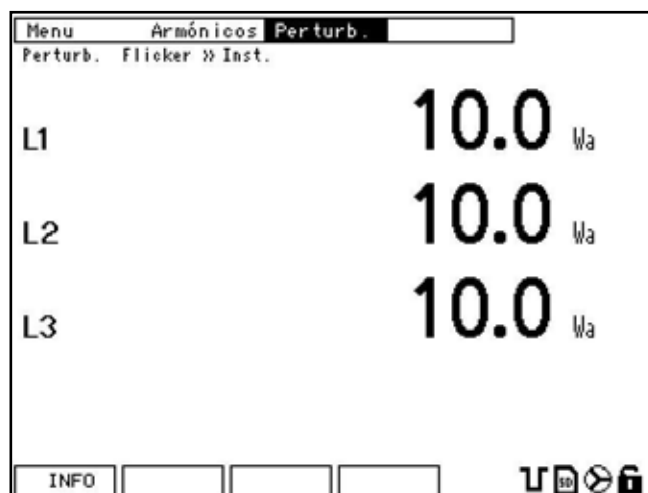 Menu Armónicos Perturb.
Perturb. Flicker » Inst.
L1 10.0 Wa
L2 10.0 Wa
L3 10.0 Wa
INFO SD